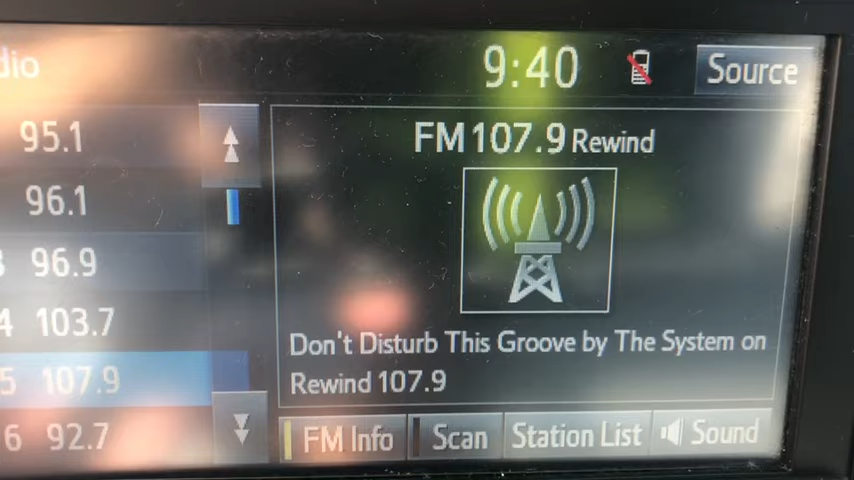 dio
9:40
Source
95.1
96.1
3 96.9
4 103.7
5 107.9
6 92.7
FM 107.9 Rewind
Don't Disturb This Groove by The System on
Rewind 107.9
FM Info
Scan
Station List
Sound